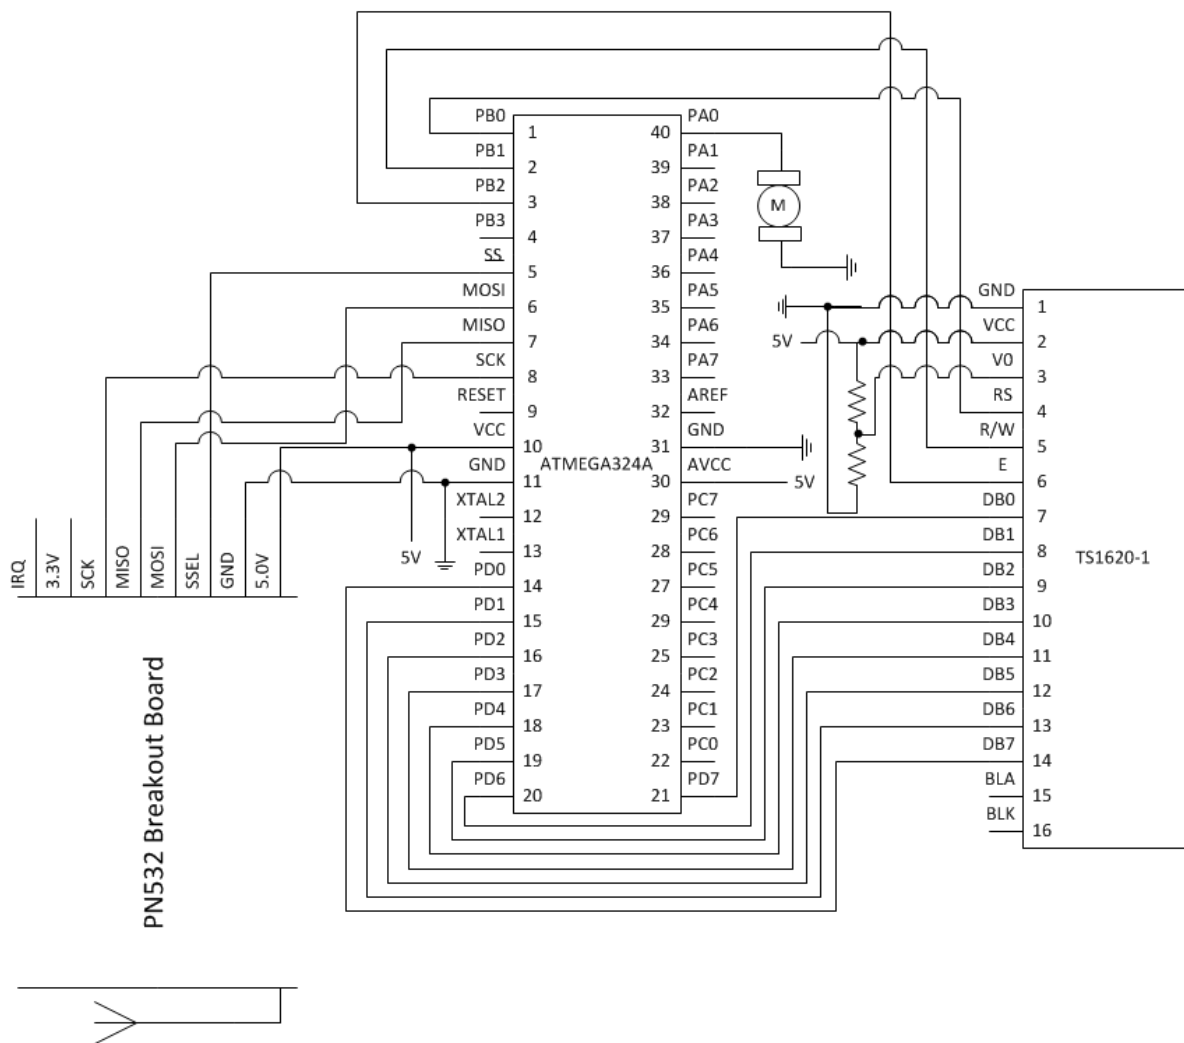 PB0
1
PB1
2
PB2
3
PB3
4
SS
5
MOSI
6
MISO
7
SCK
8
RESET
9
VCC
10
GND
11
XTAL2
12
XTAL1
13
PD0
14
PD1
15
PD2
16
PD3
17
PD4
18
PD5
19
PD6
20
ATMEGA324A
PA0
40
PA1
39
PA2
38
PA3
37
PA4
36
PA5
35
PA6
34
PA7
33
AREF
32
GND
31
AVCC
30
PC7
29
PC6
28
PC5
27
PC4
29
PC3
25
PC2
24
PC1
23
PC0
22
PD7
21
M
5V
5V
5V
GND
1
VCC
2
V0
3
RS
4
R/W
5
E
6
DB0
7
DB1
8
DB2
9
DB3
10
DB4
11
DB5
12
DB6
13
DB7
14
BLA
15
BLK
16
TS1620-1
IRQ
3.3V
SCK
MISO
MOSI
SSEL
GND
5.0V
PN532 Breakout Board